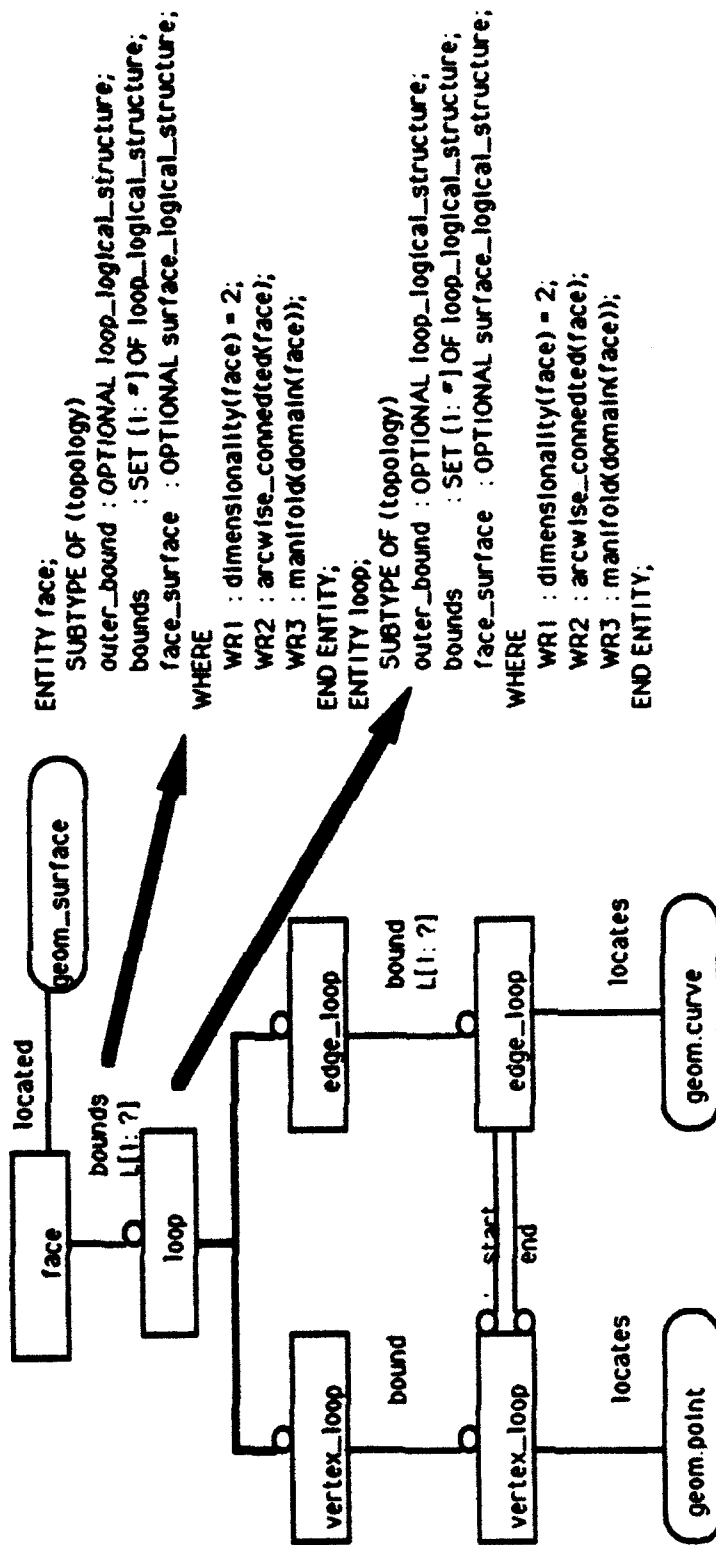 face
located
geom_surface
bounds
L[1: ?]
loop
vertex_loop
edge_loop
bound
bound
L[1: ?]
vertex_loop
start
end
edge_loop
locates
locates
geom.point
geom.curve
ENTITY face;
SUBTYPE OF (topology)
outer_bound : OPTIONAL loop_logical_structure;
bounds : SET [1: *] OF loop_logical_structure;
face_surface : OPTIONAL surface_logical_structure;
WHERE
WR1 : dimensionality(face) = 2;
WR2 : arcwise_connedted(face);
WR3 : manifold(domain(face));
END ENTITY;
ENTITY loop;
SUBTYPE OF (topology)
outer_bound : OPTIONAL loop_logical_structure;
bounds : SET [1: *] OF loop_logical_structure;
face_surface : OPTIONAL surface_logical_structure;
WHERE
WR1 : dimensionality(face) = 2;
WR2 : arcwise_connedted(face);
WR3 : manifold(domain(face));
END ENTITY;